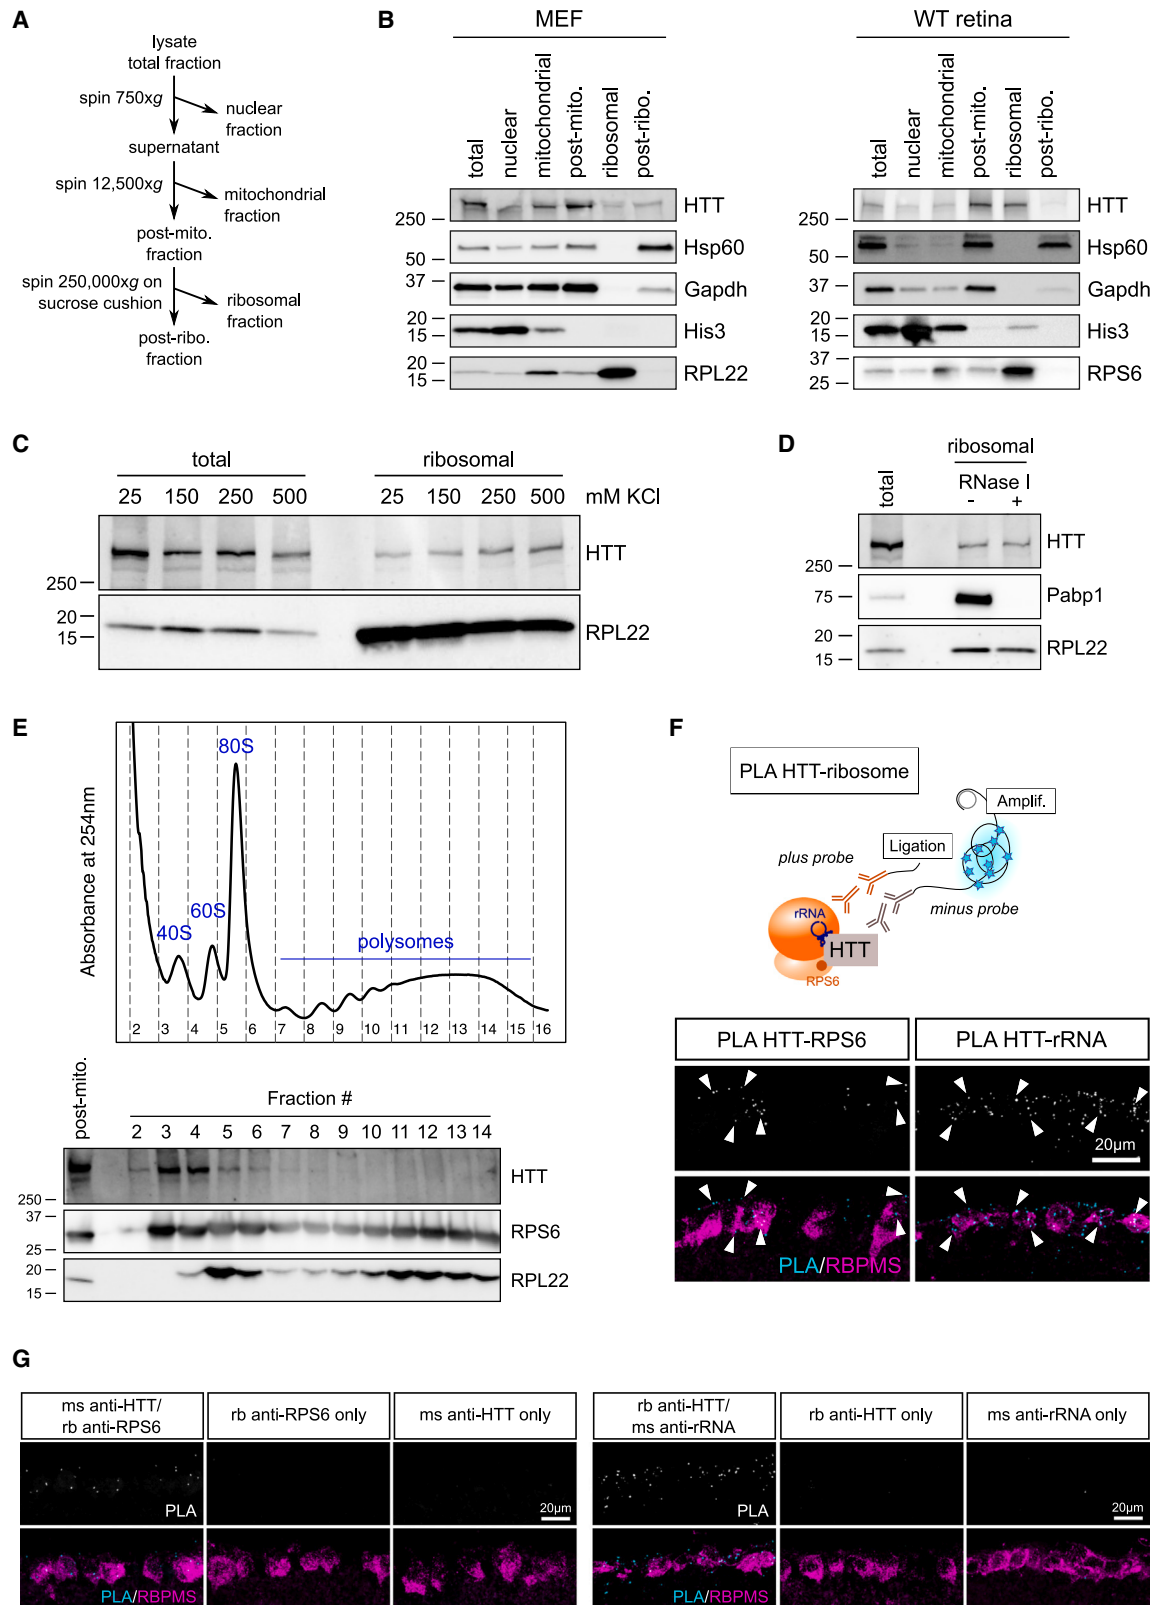 A
lysate
total fraction
spin 750xg
nuclear
fraction
supernatant
spin 12,500xg
mitochondrial
fraction
post-mito.
fraction
spin 250,000xg on
sucrose cushion
ribosomal
fraction
post-ribo.
fraction
B
MEF
total
nuclear
mitochondrial
post-mito.
ribosomal
post-ribo.
250
HTT
50
Hsp60
37
Gapdh
20
15
His3
20
15
RPL22
WT retina
total
nuclear
mitochondrial
post-mito.
ribosomal
post-ribo.
250
HTT
50
Hsp60
37
Gapdh
20
15
His3
37
25
RPS6
C
total
ribosomal
25 150 250 500 25 150 250 500 mM KCl
HTT
250
20
15
RPL22
D
ribosomal
total
RNase I
- +
HTT
250
75
Pabp1
20
15
RPL22
E
Absorbance at 254nm
40S
60S
80S
polysomes
2 3 4 5 6 7 8 9 10 11 12 13 14 15 16
post-mito.
Fraction #
2 3 4 5 6 7 8 9 10 11 12 13 14
HTT
250
37
RPS6
25
20
RPL22
15
F
PLA HTT-ribosome
Amplif.
Ligation
plus probe
minus probe
rRNA
HTT
RPS6
PLA HTT-RPS6
PLA HTT-rRNA
20µm
PLA/RBPMS
G
ms anti-HTT/
rb anti-RPS6
rb anti-RPS6 only
ms anti-HTT only
rb anti-HTT/
ms anti-rRNA
rb anti-HTT only
ms anti-rRNA only
PLA
20µm
PLA
20µm
PLA/RBPMS
PLA/RBPMS